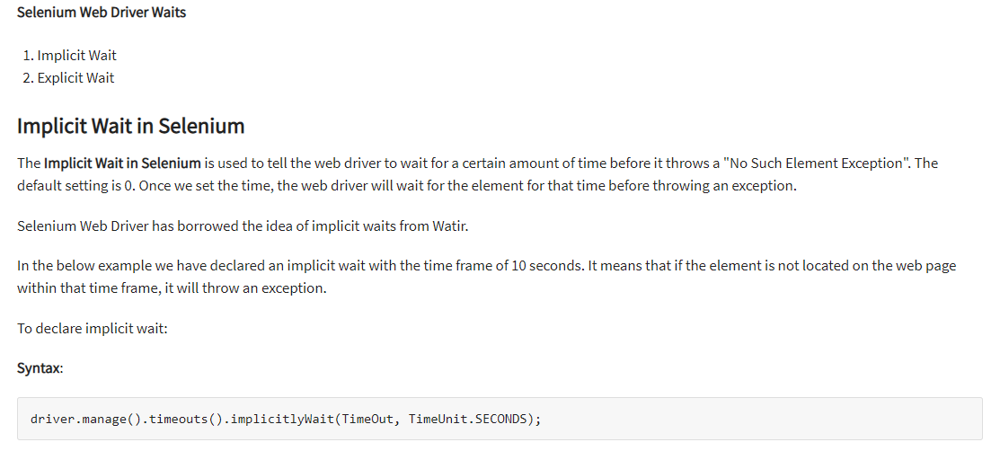 Selenium Web Driver Waits
1. Implicit Wait
2. Explicit Wait
Implicit Wait in Selenium
The Implicit Wait in Selenium is used to tell the web driver to wait for a certain amount of time before it throws a "No Such Element Exception". The
default setting is 0. Once we set the time, the web driver will wait for the element for that time before throwing an exception.
Selenium Web Driver has borrowed the idea of implicit waits from Watir.
In the below example we have declared an implicit wait with the time frame of 10 seconds. It means that if the element is not located on the web page
within that time frame, it will throw an exception.
To declare implicit wait:
Syntax:
driver.manage().timeouts().implicitlyWait(TimeOut, TimeUnit.SECONDS);